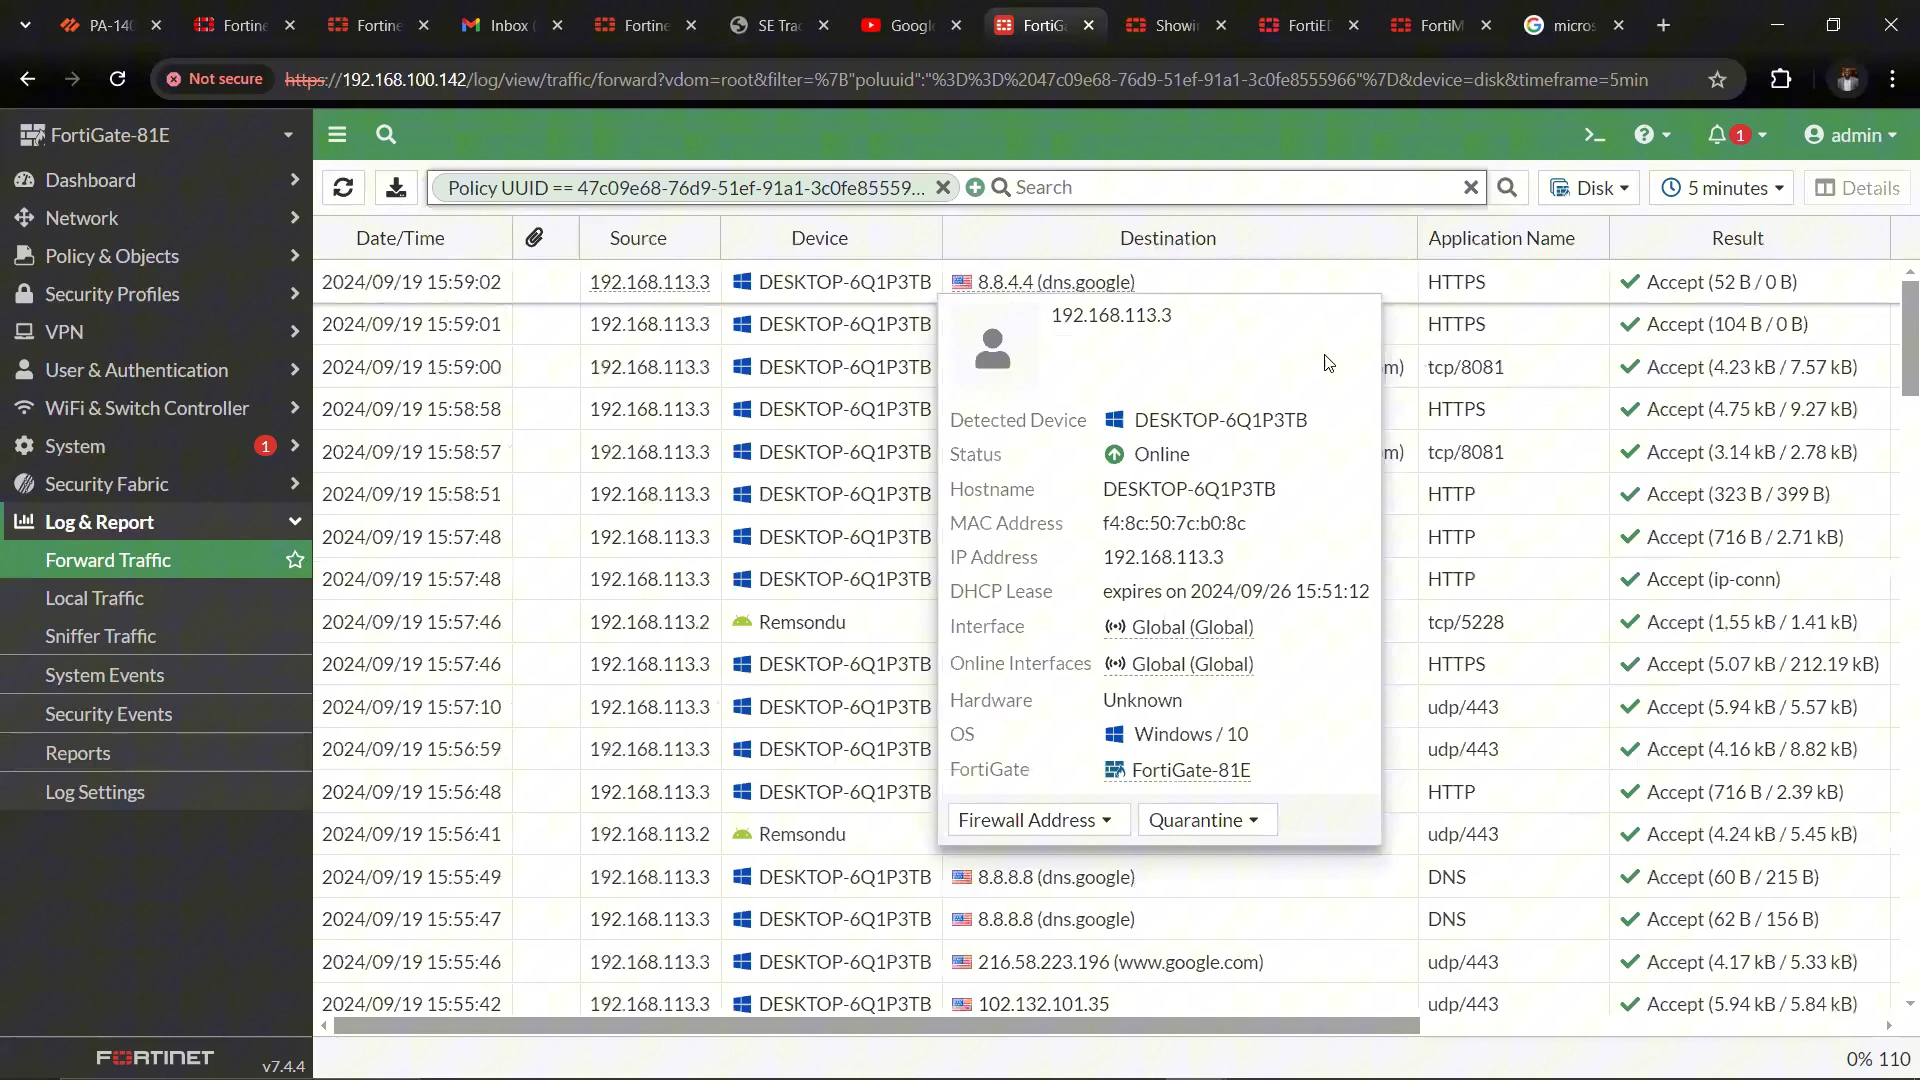 PA-140
Fortine
Fortine
Inbox (
Fortine
SE Trac
Google
FortiGa
Showin
FortiED
FortiM
micros
Not secure
https://192.168.100.142/log/view/traffic/forward?vdom=root&filter=%7B"poluuid":"%3D%3D%2047c09e68-76d9-51ef-91a1-3c0fe8555966"%7D&device=disk&timeframe=5min
FortiGate-81E
1
admin
Dashboard
Network
Policy & Objects
Security Profiles
VPN
User & Authentication
WiFi & Switch Controller
System 1
Security Fabric
Log & Report
Forward Traffic
Local Traffic
Sniffer Traffic
System Events
Security Events
Reports
Log Settings
FORTINET v7.4.4
Policy UUID == 47c09e68-76d9-51ef-91a1-3c0fe85559... Search
Disk
5 minutes
Details
Date/Time Source Device Destination Application Name Result
2024/09/19 15:59:02 192.168.113.3 DESKTOP-6Q1P3TB 8.8.4.4 (dns.google) HTTPS Accept (52 B / 0 B)
2024/09/19 15:59:01 192.168.113.3 DESKTOP-6Q1P3TB HTTPS Accept (104 B / 0 B)
2024/09/19 15:59:00 192.168.113.3 DESKTOP-6Q1P3TB m) tcp/8081 Accept (4.23 kB / 7.57 kB)
2024/09/19 15:58:58 192.168.113.3 DESKTOP-6Q1P3TB HTTPS Accept (4.75 kB / 9.27 kB)
2024/09/19 15:58:57 192.168.113.3 DESKTOP-6Q1P3TB m) tcp/8081 Accept (3.14 kB / 2.78 kB)
2024/09/19 15:58:51 192.168.113.3 DESKTOP-6Q1P3TB HTTP Accept (323 B / 399 B)
2024/09/19 15:57:48 192.168.113.3 DESKTOP-6Q1P3TB HTTP Accept (716 B / 2.71 kB)
2024/09/19 15:57:48 192.168.113.3 DESKTOP-6Q1P3TB HTTP Accept (ip-conn)
2024/09/19 15:57:46 192.168.113.2 Remsondu tcp/5228 Accept (1.55 kB / 1.41 kB)
2024/09/19 15:57:46 192.168.113.3 DESKTOP-6Q1P3TB HTTPS Accept (5.07 kB / 212.19 kB)
2024/09/19 15:57:10 192.168.113.3 DESKTOP-6Q1P3TB udp/443 Accept (5.94 kB / 5.57 kB)
2024/09/19 15:56:59 192.168.113.3 DESKTOP-6Q1P3TB udp/443 Accept (4.16 kB / 8.82 kB)
2024/09/19 15:56:48 192.168.113.3 DESKTOP-6Q1P3TB HTTP Accept (716 B / 2.39 kB)
2024/09/19 15:56:41 192.168.113.2 Remsondu udp/443 Accept (4.24 kB / 5.45 kB)
2024/09/19 15:55:49 192.168.113.3 DESKTOP-6Q1P3TB 8.8.8.8 (dns.google) DNS Accept (60 B / 215 B)
2024/09/19 15:55:47 192.168.113.3 DESKTOP-6Q1P3TB 8.8.8.8 (dns.google) DNS Accept (62 B / 156 B)
2024/09/19 15:55:46 192.168.113.3 DESKTOP-6Q1P3TB 216.58.223.196 (www.google.com) udp/443 Accept (4.17 kB / 5.33 kB)
2024/09/19 15:55:42 192.168.113.3 DESKTOP-6Q1P3TB 102.132.101.35 udp/443 Accept (5.94 kB / 5.84 kB)
192.168.113.3
Detected Device DESKTOP-6Q1P3TB
Status Online
Hostname DESKTOP-6Q1P3TB
MAC Address f4:8c:50:7c:b0:8c
IP Address 192.168.113.3
DHCP Lease expires on 2024/09/26 15:51:12
Interface Global (Global)
Online Interfaces Global (Global)
Hardware Unknown
OS Windows / 10
FortiGate FortiGate-81E
Firewall Address Quarantine
0% 110